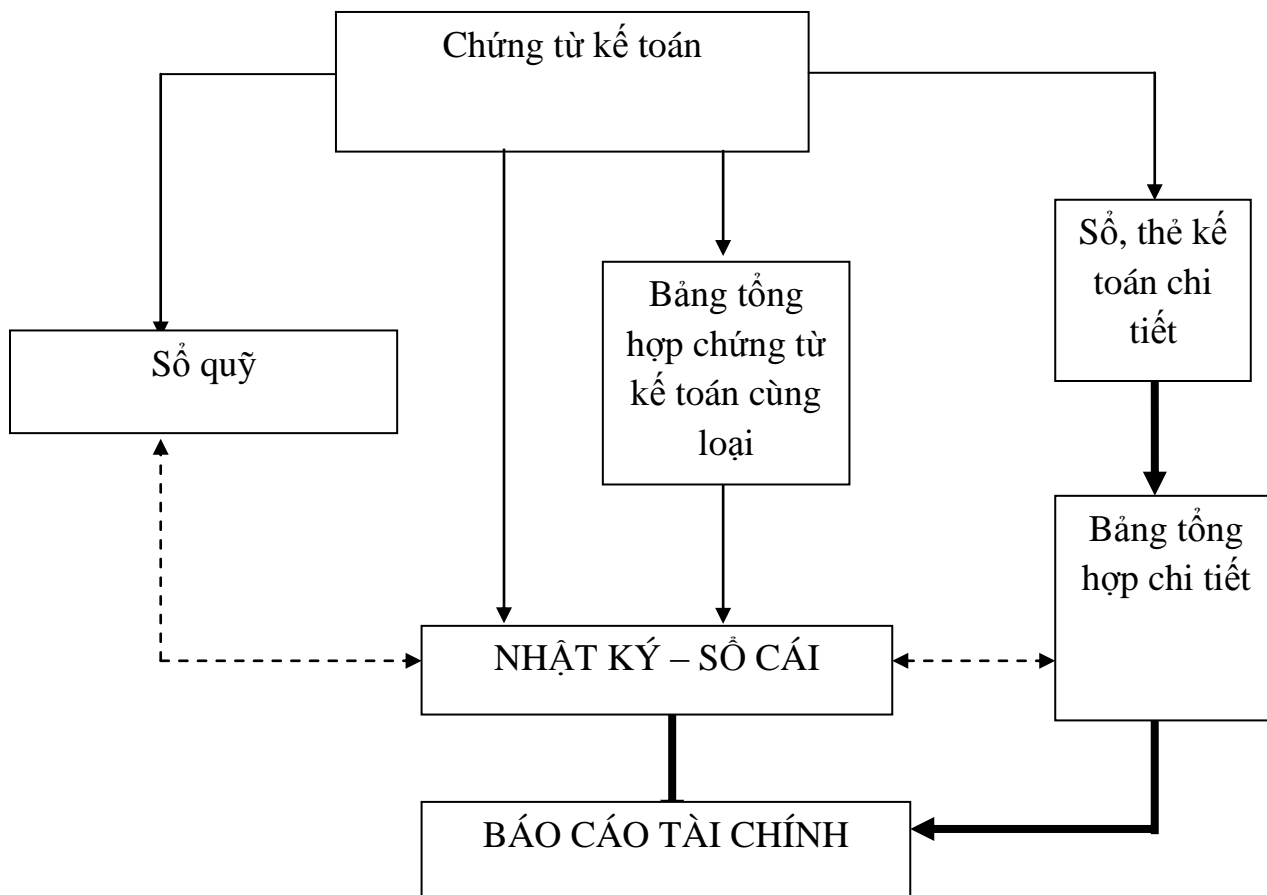 Chứng từ kế toán
Sổ, thẻ kế
toán chi
tiết
Bảng tổng
hợp chứng từ
kế toán cùng
loại
Sổ quỹ
Bảng tổng
hợp chi tiết
NHẬT KÝ – SỔ CÁI
BÁO CÁO TÀI CHÍNH